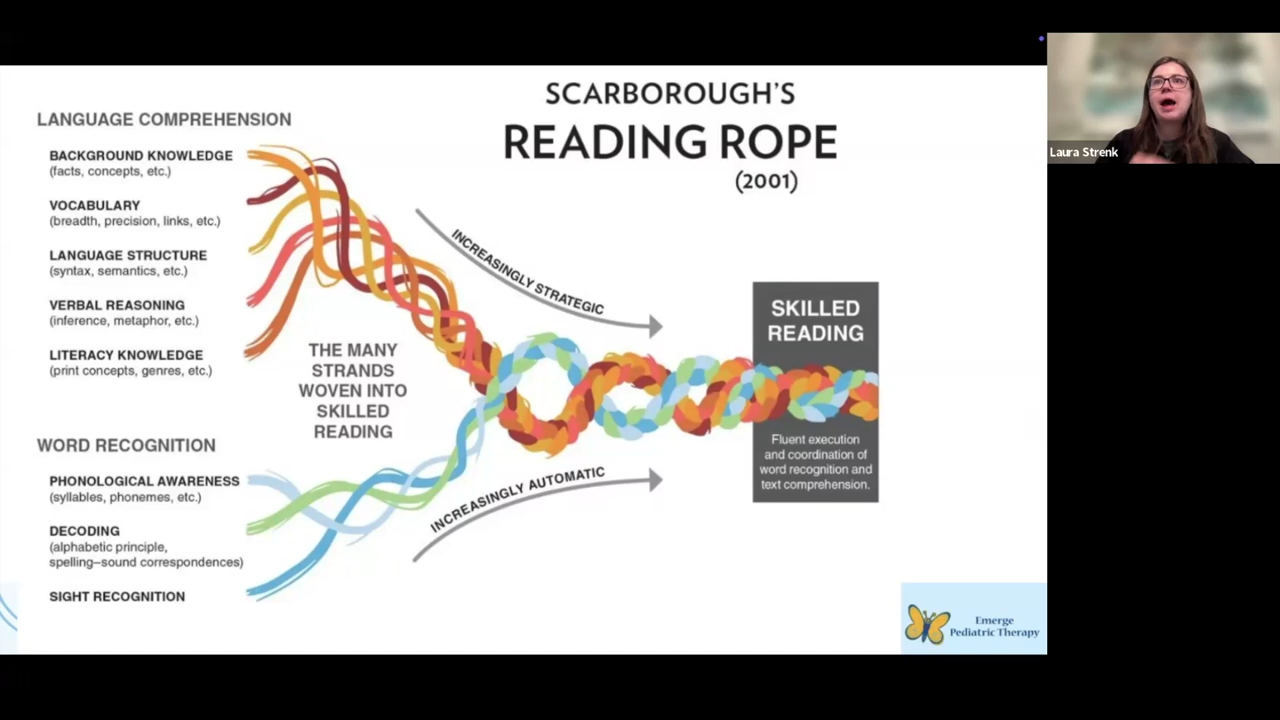 SCARBOROUGH'S
READING ROPE
(2001)
LANGUAGE COMPREHENSION
BACKGROUND KNOWLEDGE
(facts, concepts, etc.)
VOCABULARY
(breadth, precision, links, etc.)
LANGUAGE STRUCTURE
(syntax, semantics, etc.)
VERBAL REASONING
(inference, metaphor, etc.)
LITERACY KNOWLEDGE
(print concepts, genres, etc.)
THE MANY
STRANDS
WOVEN INTO
SKILLED
READING
WORD RECOGNITION
PHONOLOGICAL AWARENESS
(syllables, phonemes, etc.)
DECODING
(alphabetic principle,
spelling–sound correspondences)
SIGHT RECOGNITION
INCREASINGLY STRATEGIC
INCREASINGLY AUTOMATIC
SKILLED
READING
Fluent execution
and coordination of
word recognition and
text comprehension.
Emerge
Pediatric Therapy
Laura Strenk